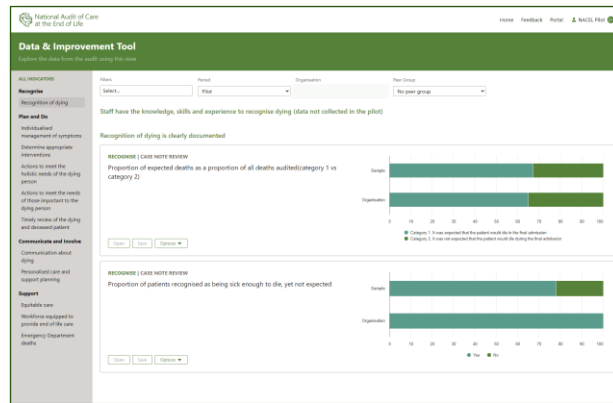 National Audit of Care
at the End of Life
Home Feedback Portal NACEL Pilot
Data & Improvement Tool
Explore the data from the audit using this view
ALL INDICATORS
Recognise
Recognition of dying
Plan and Do
Individualised
management of symptoms
Determine appropriate
interventions
Actions to meet the
holistic needs of the dying
person
Actions to meet the needs
of those important to the
dying person
Timely review of the dying
and deceased patient
Communicate and Involve
Communication about
dying
Personalised care and
support planning
Support
Equitable care
Workforce equipped to
provide end of life care
Emergency Department
deaths
Filters Period Organisation Peer Group
Select... Pilot No peer group
Staff have the knowledge, skills and experience to recognise dying (data not collected in the pilot)
Recognition of dying is clearly documented
RECOGNISE | CASE NOTE REVIEW
Proportion of expected deaths as a proportion of all deaths audited(category 1 vs
category 2)
Open Save Options
Sample
Organisation
0 10 20 30 40 50 60 70 80 90 100
Category 1: It was expected that the patient would die in the final admission
Category 2: It was not expected that the patient would die during the final admission
RECOGNISE | CASE NOTE REVIEW
Proportion of patients recognised as being sick enough to die, yet not expected
Open Save Options
Sample
Organisation
0 10 20 30 40 50 60 70 80 90 100
Yes No